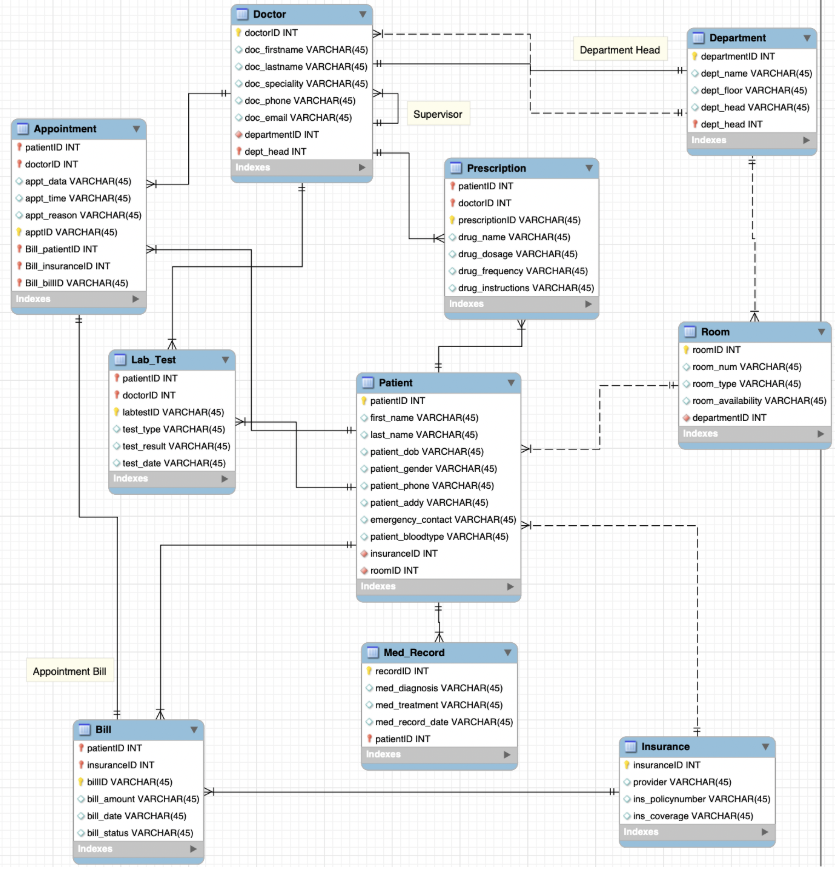 Doctor
doctorID INT
doc_firstname VARCHAR(45)
doc_lastname VARCHAR(45)
doc_speciality VARCHAR(45)
doc_phone VARCHAR(45)
doc_email VARCHAR(45)
departmentID INT
dept_head INT
Indexes
Department Head
Supervisor
Department
departmentID INT
dept_name VARCHAR(45)
dept_floor VARCHAR(45)
dept_head VARCHAR(45)
dept_head INT
Indexes
Appointment
patientID INT
doctorID INT
appt_data VARCHAR(45)
appt_time VARCHAR(45)
appt_reason VARCHAR(45)
apptID VARCHAR(45)
Bill_patientID INT
Bill_insuranceID INT
Bill_billID VARCHAR(45)
Indexes
Prescription
patientID INT
doctorID INT
prescriptionID VARCHAR(45)
drug_name VARCHAR(45)
drug_dosage VARCHAR(45)
drug_frequency VARCHAR(45)
drug_instructions VARCHAR(45)
Indexes
Room
roomID INT
room_num VARCHAR(45)
room_type VARCHAR(45)
room_availability VARCHAR(45)
departmentID INT
Indexes
Lab_Test
patientID INT
doctorID INT
labtestID VARCHAR(45)
test_type VARCHAR(45)
test_result VARCHAR(45)
test_date VARCHAR(45)
Indexes
Patient
patientID INT
first_name VARCHAR(45)
last_name VARCHAR(45)
patient_dob VARCHAR(45)
patient_gender VARCHAR(45)
patient_phone VARCHAR(45)
patient_addy VARCHAR(45)
emergency_contact VARCHAR(45)
patient_bloodtype VARCHAR(45)
insuranceID INT
roomID INT
Indexes
Appointment Bill
Med_Record
recordID INT
med_diagnosis VARCHAR(45)
med_treatment VARCHAR(45)
med_record_date VARCHAR(45)
patientID INT
Indexes
Bill
patientID INT
insuranceID INT
billID VARCHAR(45)
bill_amount VARCHAR(45)
bill_date VARCHAR(45)
bill_status VARCHAR(45)
Indexes
Insurance
insuranceID INT
provider VARCHAR(45)
ins_policynumber VARCHAR(45)
ins_coverage VARCHAR(45)
Indexes